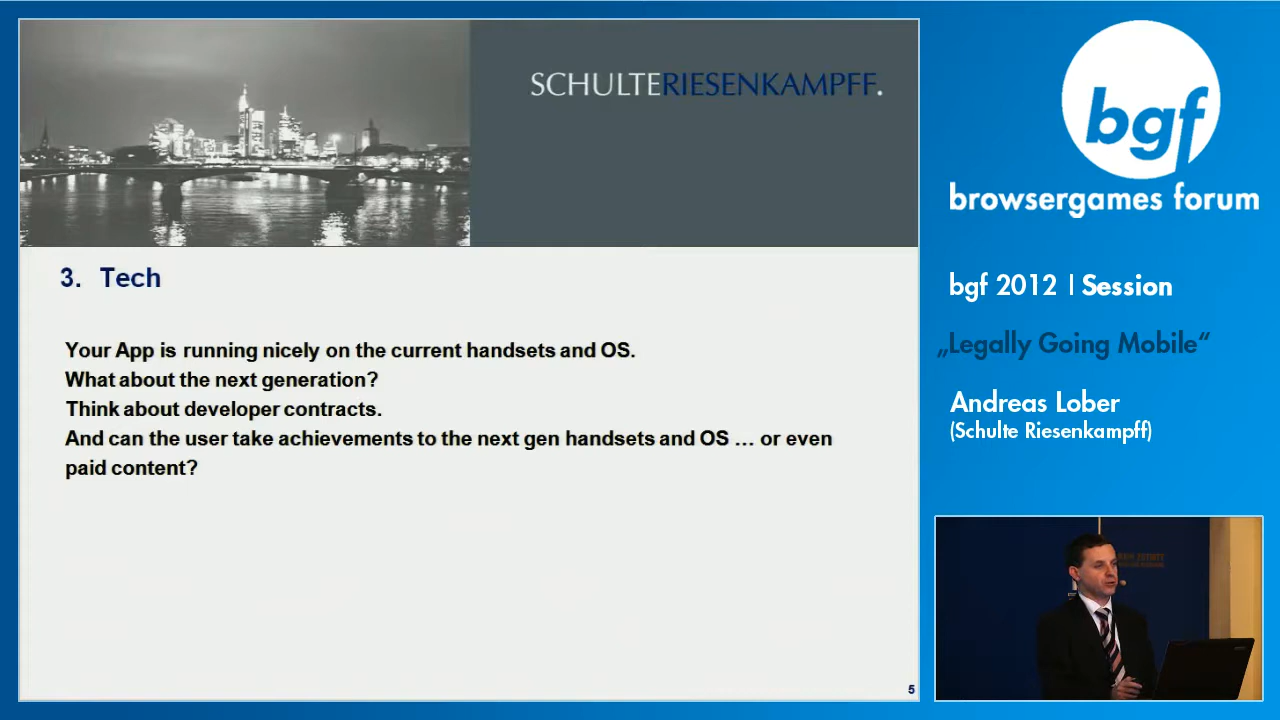 SCHULTERIESENKAMPFF.
3. Tech
Your App is running nicely on the current handsets and OS.
What about the next generation?
Think about developer contracts.
And can the user take achievements to the next gen handsets and OS … or even
paid content?
5
bgf
browsergames forum
bgf 2012 | Session
„Legally Going Mobile“
Andreas Lober
(Schulte Riesenkampff)